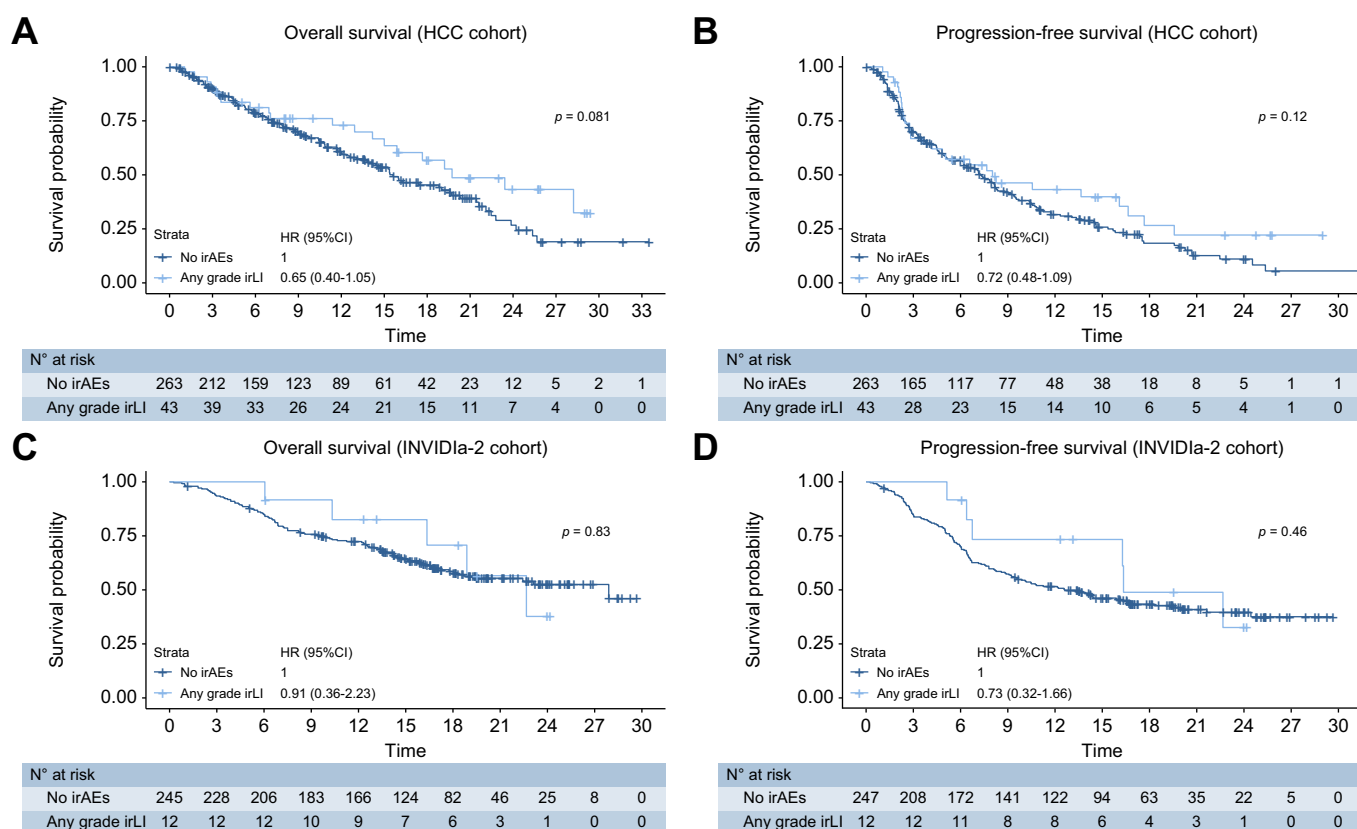 A
Overall survival (HCC cohort)
Survival probability
1.00
0.75
0.50
0.25
0.00
p = 0.081
Strata HR (95%CI)
No irAEs 1
Any grade irLI 0.65 (0.40-1.05)
0 3 6 9 12 15 18 21 24 27 30 33
Time
N° at risk
No irAEs 263 212 159 123 89 61 42 23 12 5 2 1
Any grade irLI 43 39 33 26 24 21 15 11 7 4 0 0
B
Progression-free survival (HCC cohort)
Survival probability
1.00
0.75
0.50
0.25
0.00
p = 0.12
Strata HR (95%CI)
No irAEs 1
Any grade irLI 0.72 (0.48-1.09)
0 3 6 9 12 15 18 21 24 27 30
Time
N° at risk
No irAEs 263 165 117 77 48 38 18 8 5 1 1
Any grade irLI 43 28 23 15 14 10 6 5 4 1 0
C
Overall survival (INVIDIa-2 cohort)
Survival probability
1.00
0.75
0.50
0.25
0.00
p = 0.83
Strata HR (95%CI)
No irAEs 1
Any grade irLI 0.91 (0.36-2.23)
0 3 6 9 12 15 18 21 24 27 30
Time
N° at risk
No irAEs 245 228 206 183 166 124 82 46 25 8 0
Any grade irLI 12 12 12 10 9 7 6 3 1 0 0
D
Progression-free survival (INVIDIa-2 cohort)
Survival probability
1.00
0.75
0.50
0.25
0.00
p = 0.46
Strata HR (95%CI)
No irAEs 1
Any grade irLI 0.73 (0.32-1.66)
0 3 6 9 12 15 18 21 24 27 30
Time
N° at risk
No irAEs 247 208 172 141 122 94 63 35 22 5 0
Any grade irLI 12 12 11 8 8 6 4 3 1 0 0